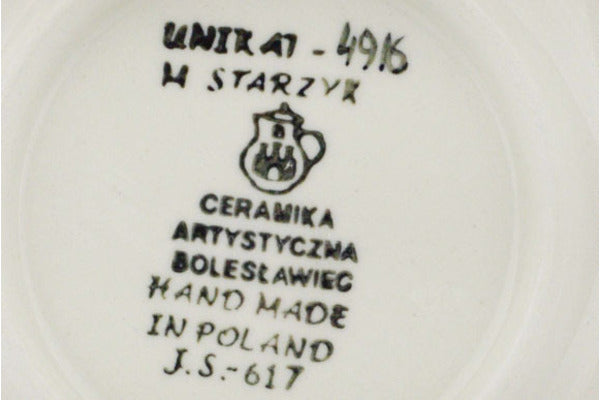 UNIKAT - 4916
M STARZYK
CERAMIKA
ARTYSTYCZNA
BOLESŁAWIEC
HAND MADE
IN POLAND
J.S.-617